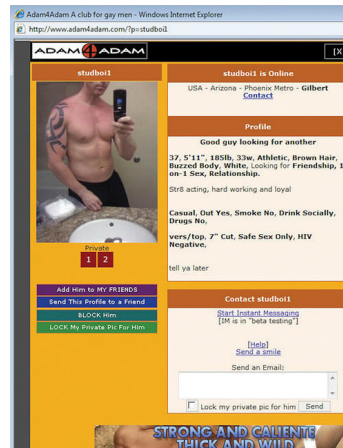 Adam4Adam A club for gay men - Windows Internet Explorer
http://www.adam4adam.com/?p=studboi1
ADAM4ADAM
[X
studboi1
Private
1 2
Add Him to MY FRIENDS
Send This Profile to a Friend
BLOCK Him
LOCK My Private Pic For Him
studboi1 is Online
USA - Arizona - Phoenix Metro - Gilbert
Contact
Profile
Good guy looking for another
37, 5'11", 185lb, 33w, Athletic, Brown Hair,
Buzzed Body, White, Looking for Friendship, 1-
on-1 Sex, Relationship.
Str8 acting, hard working and loyal
Casual, Out Yes, Smoke No, Drink Socially,
Drugs No,
vers/top, 7" Cut, Safe Sex Only, HIV
Negative,
tell ya later
Contact studboi1
Start Instant Messaging
[IM is in "beta testing"]
[Help]
Send a smile
Send an Email:
Lock my private pic for him Send
STRONG AND CALIENTE
THICK AND WILD